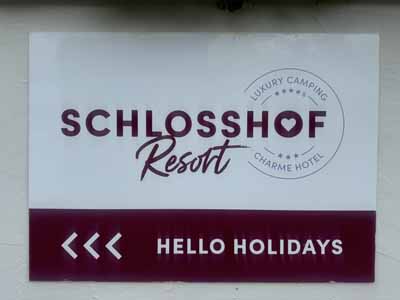 LUXURY CAMPING
★★★★S
SCHLOSSHOF
Resort
★★★
CHARME HOTEL
<<< HELLO HOLIDAYS